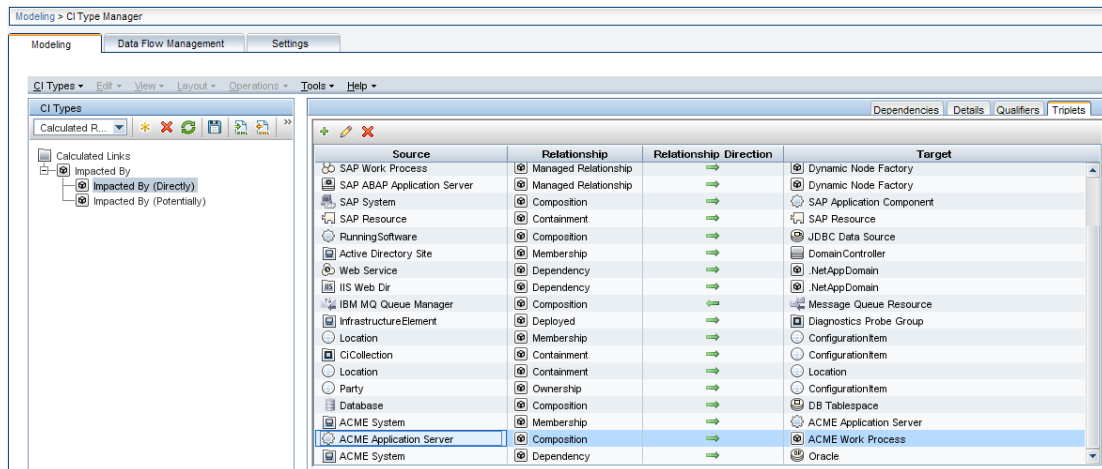 Modeling > CI Type Manager
Modeling Data Flow Management Settings
CI Types Edit View Layout Operations Tools Help
CI Types
Dependencies Details Qualifiers Triplets
Calculated R... »
Source Relationship Relationship Direction Target
Calculated Links
Impacted By
Impacted By (Directly)
Impacted By (Potentially)
SAP Work Process Managed Relationship Dynamic Node Factory
SAP ABAP Application Server Managed Relationship Dynamic Node Factory
SAP System Composition SAP Application Component
SAP Resource Containment SAP Resource
RunningSoftware Composition JDBC Data Source
Active Directory Site Membership DomainController
Web Service Dependency .NetAppDomain
IIS Web Dir Dependency .NetAppDomain
IBM MQ Queue Manager Composition Message Queue Resource
InfrastructureElement Deployed Diagnostics Probe Group
Location Membership ConfigurationItem
CiCollection Containment ConfigurationItem
Location Containment Location
Party Ownership ConfigurationItem
Database Composition DB Tablespace
ACME System Membership ACME Application Server
ACME Application Server Composition ACME Work Process
ACME System Dependency Oracle